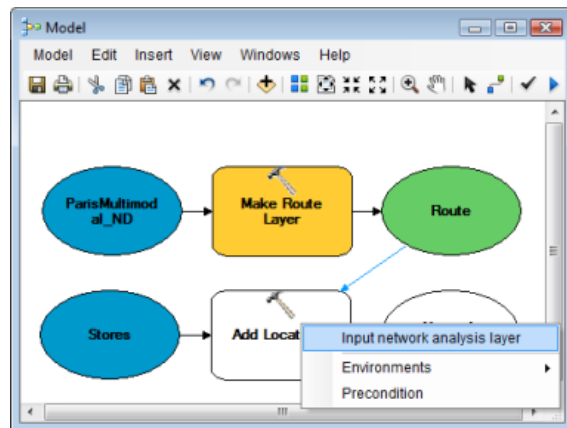 Model
Model Edit Insert View Windows Help
ParisMultimod
al_ND
Make Route
Layer
Route
Stores
Add Locat
Input network analysis layer
Environments
Precondition